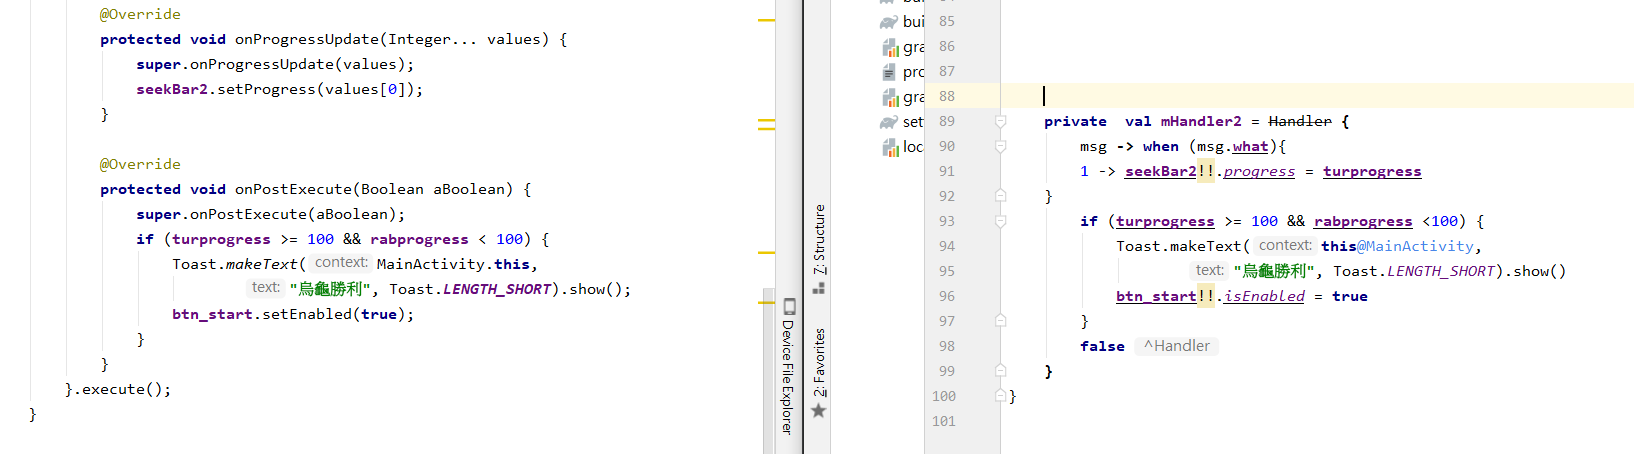 @Override
protected void onProgressUpdate(Integer... values) {
super.onProgressUpdate(values);
seekBar2.setProgress(values[0]);
}
@Override
protected void onPostExecute(Boolean aBoolean) {
super.onPostExecute(aBoolean);
if (turprogress >= 100 && rabprogress < 100) {
Toast.makeText( context: MainActivity.this,
text: "烏龜勝利", Toast.LENGTH_SHORT).show();
btn_start.setEnabled(true);
}
}
}.execute();
}
Device File Explorer
7: Structure
2: Favorites
bui
gra
pro
gra
set
loca
85
86
87
88
89 private val mHandler2 = Handler {
90 msg -> when (msg.what){
91 1 -> seekBar2!!.progress = turprogress
92 }
93 if (turprogress >= 100 && rabprogress <100) {
94 Toast.makeText( context: this@MainActivity,
95 text: "烏龜勝利", Toast.LENGTH_SHORT).show()
96 btn_start!!.isEnabled = true
97 }
98 false ^Handler
99 }
100 }
101